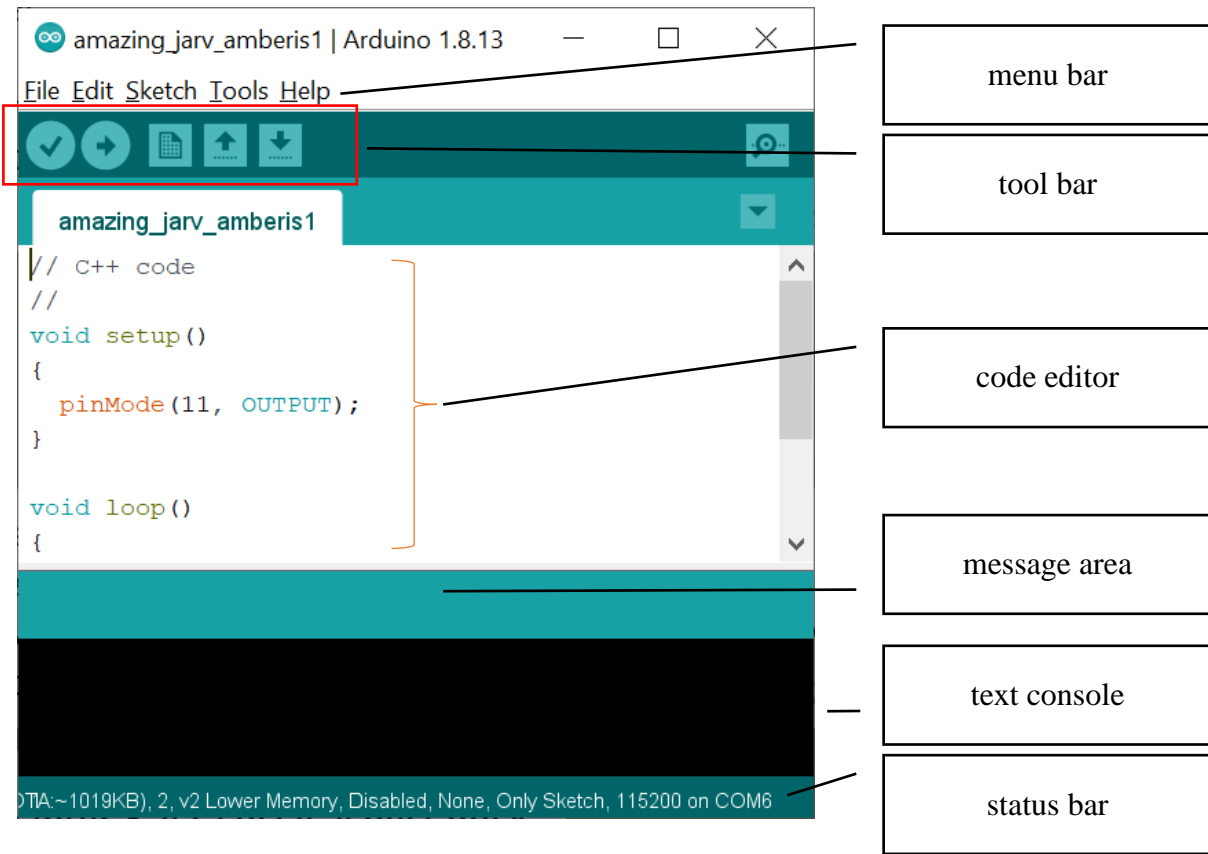 amazing_jarv_amberis1 | Arduino 1.8.13
File Edit Sketch Tools Help
menu bar
tool bar
amazing_jarv_amberis1
// C++ code
//
void setup()
{
  pinMode(11, OUTPUT);
}
void loop()
{
code editor
message area
text console
:~1019KB), 2, v2 Lower Memory, Disabled, None, Only Sketch, 115200 on COM6
status bar